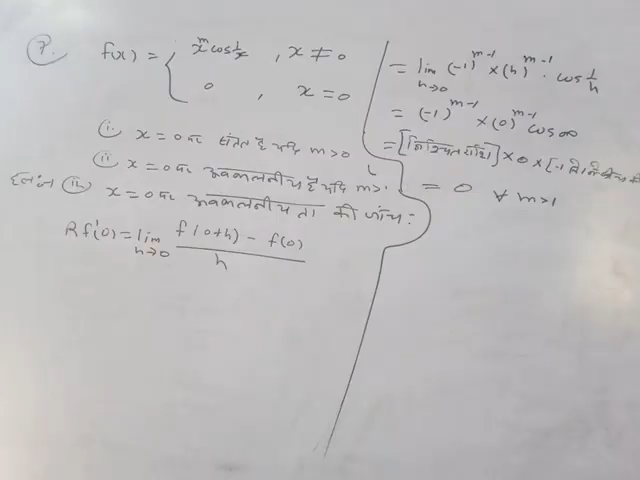 7. f(x) = { x^m cos 1/x , x ≠ 0
0 , x = 0
(i) x = 0 पर संतत है यदि m > 0
(ii) x = 0 पर अवकलनीय है यदि m > 1
हल (ii) x = 0 पर अवकलनीयता की जांच :
Rf'(0) = lim h→0 f(0+h) - f(0) / h
= lim h→0 (-1)^m-1 × (h)^m-1 . cos 1/h
= (-1)^m-1 × (0)^m-1 cos ∞
= [निश्चित राशि] × 0 × [-1 से
= 0 ∀ m > 1